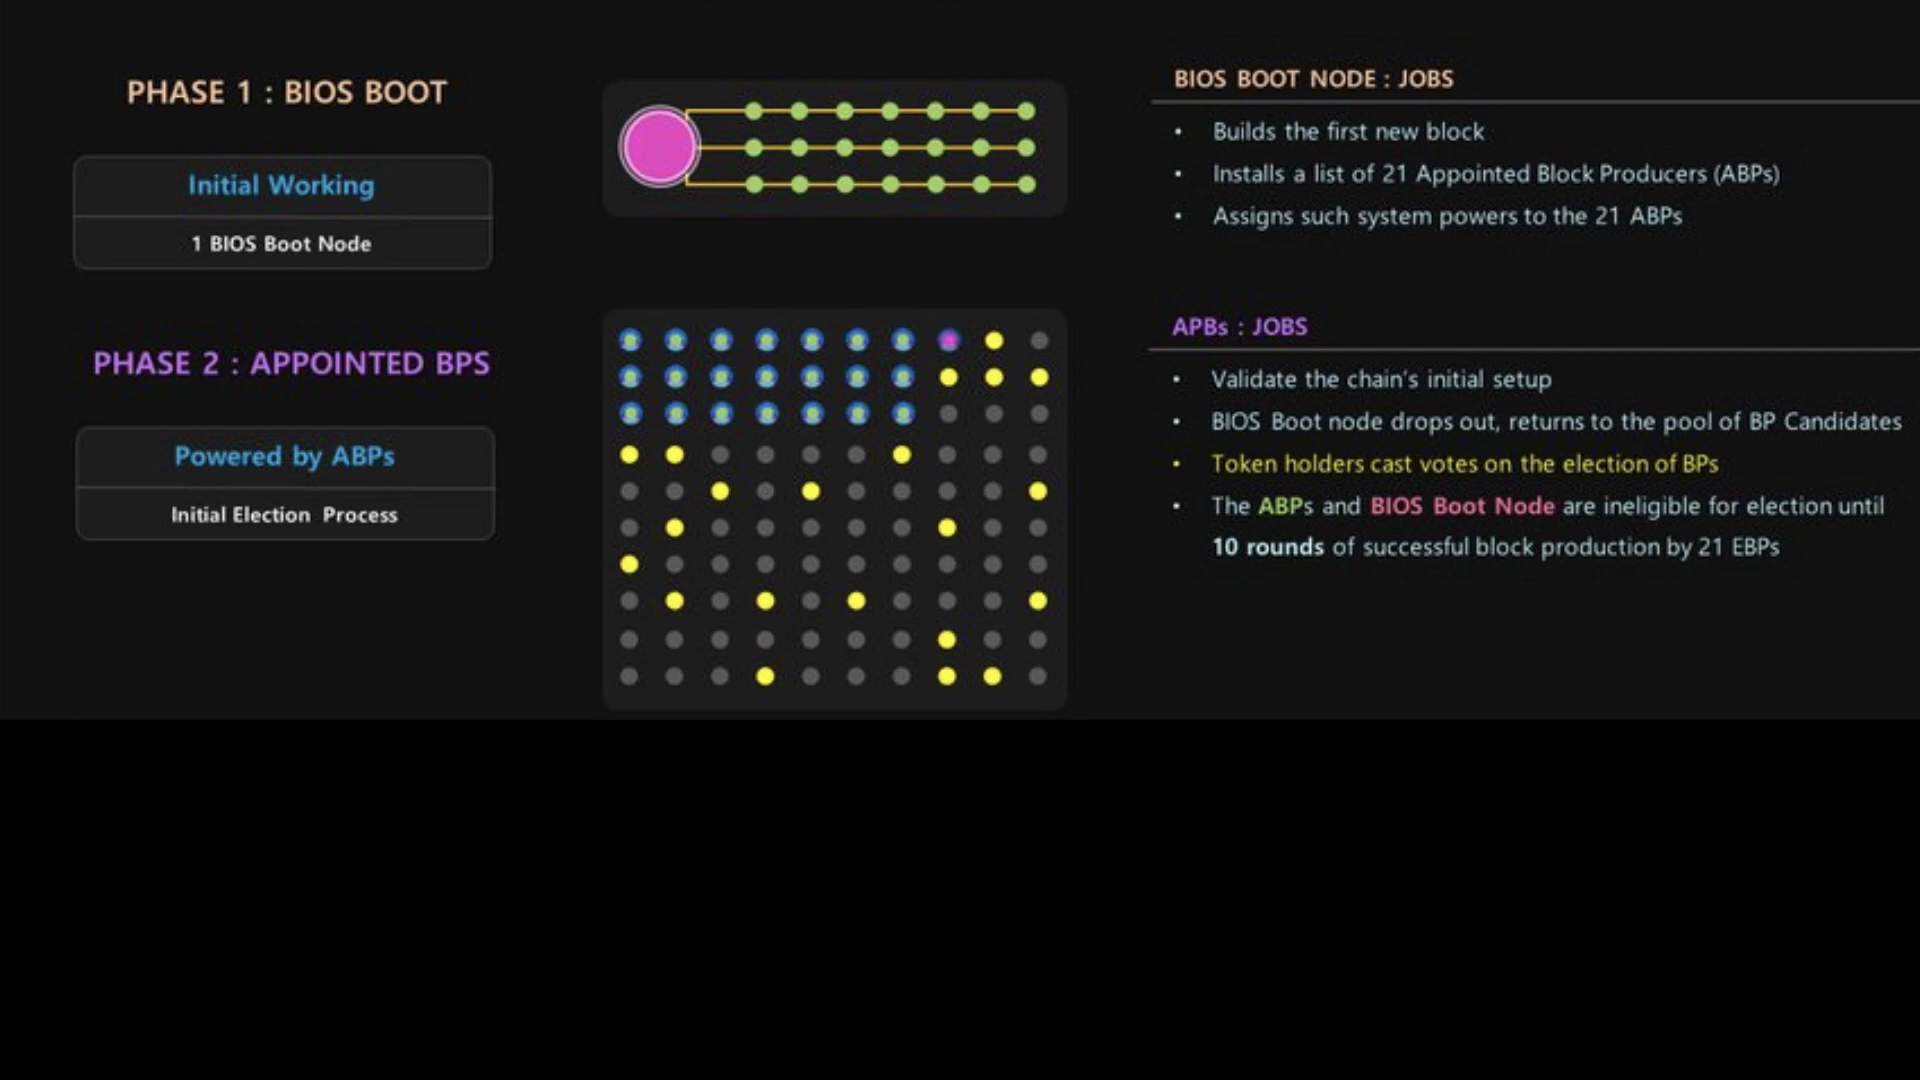 PHASE 1 : BIOS BOOT
Initial Working
1 BIOS Boot Node
BIOS BOOT NODE : JOBS
• Builds the first new block
• Installs a list of 21 Appointed Block Producers (ABPs)
• Assigns such system powers to the 21 ABPs
PHASE 2 : APPOINTED BPS
Powered by ABPs
Initial Election Process
APBs : JOBS
• Validate the chain's initial setup
• BIOS Boot node drops out, returns to the pool of BP Candidates
• Token holders cast votes on the election of BPs
• The ABPs and BIOS Boot Node are ineligible for election until
10 rounds of successful block production by 21 EBPs